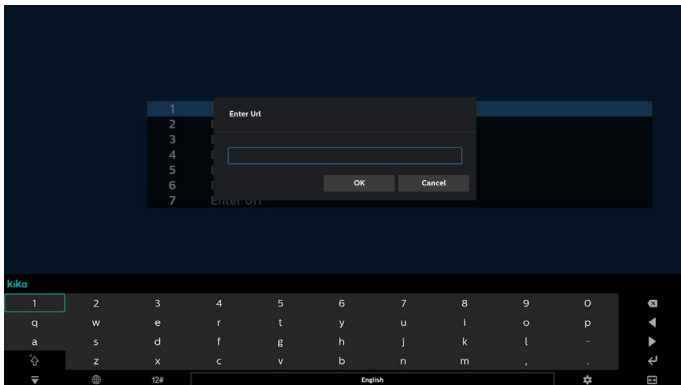 1
Enter Url
2
3
4
5
OK Cancel
6
7 Enter Url
kika
1 2 3 4 5 6 7 8 9 0
q w e r t y u i o p
a s d f g h j k l -
z x c v b n m , .
12# English